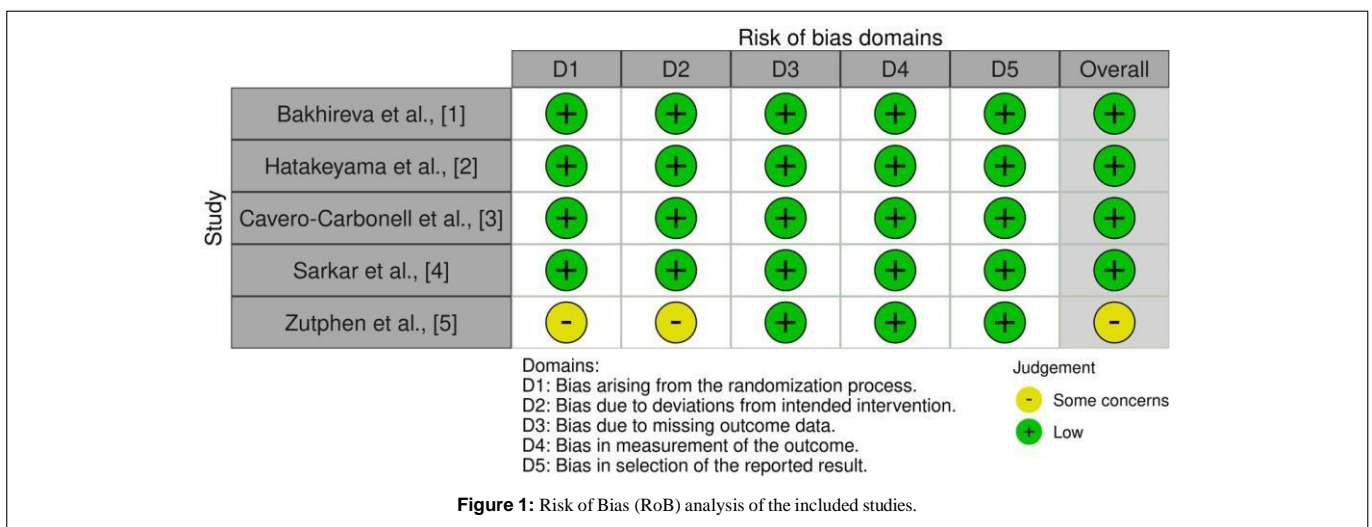 Risk of bias domains
D1 D2 D3 D4 D5 Overall
Study
Bakhireva et al., [1] + + + + + +
Hatakeyama et al., [2] + + + + + +
Cavero-Carbonell et al., [3] + + + + + +
Sarkar et al., [4] + + + + + +
Zutphen et al., [5] - - + + + -
Domains:
D1: Bias arising from the randomization process.
D2: Bias due to deviations from intended intervention.
D3: Bias due to missing outcome data.
D4: Bias in measurement of the outcome.
D5: Bias in selection of the reported result.
Judgement
- Some concerns
+ Low
Figure 1: Risk of Bias (RoB) analysis of the included studies.